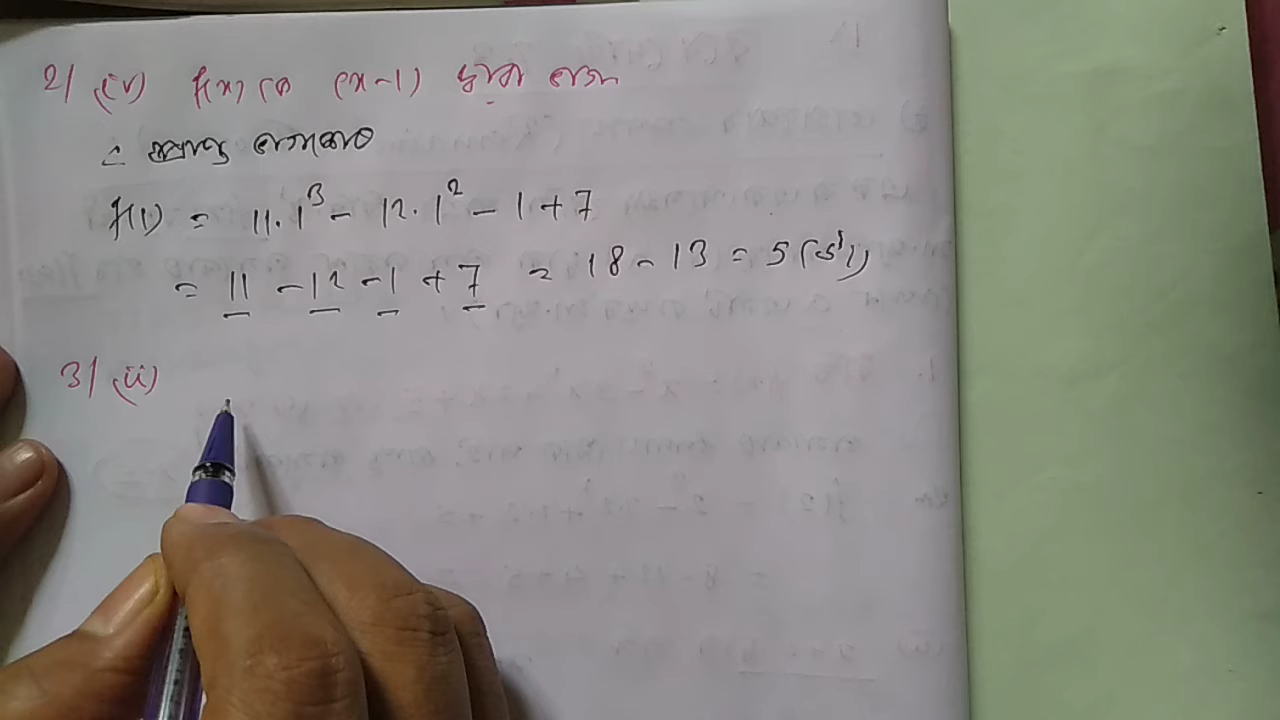 2/ (iv) f(x) কে (x-1) দ্বারা ভাগ
∴ ভাগশেষ
f(1) = 11.1³ - 12.1² - 1 + 7
= 11 - 12 - 1 + 7 = 18 - 13 = 5
3/ (ii)